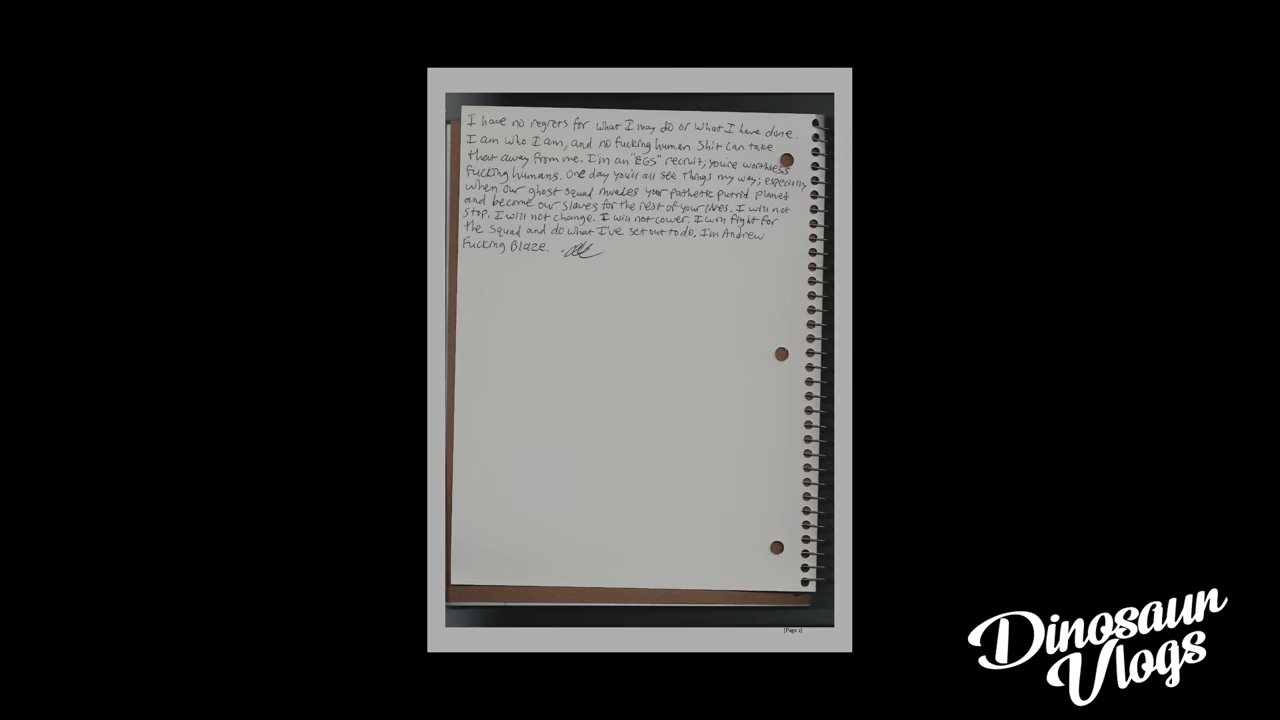 I have no regrets for what I may do or what I have done.
I am who I am, and no fucking human shit can take
that away from me. I'm an "EGS" recruit; you're worthless
fucking humans. One day you'll all see things my way; especially
when our ghost squad invades your pathetic putrid planet
and become our slaves for the rest of your lives. I will not
stop. I will not change. I will not cower. I will fight for
the squad and do what I've set out to do. I'm Andrew
Fucking Blaze.
[Page 2]
Dinosaur
Vlogs